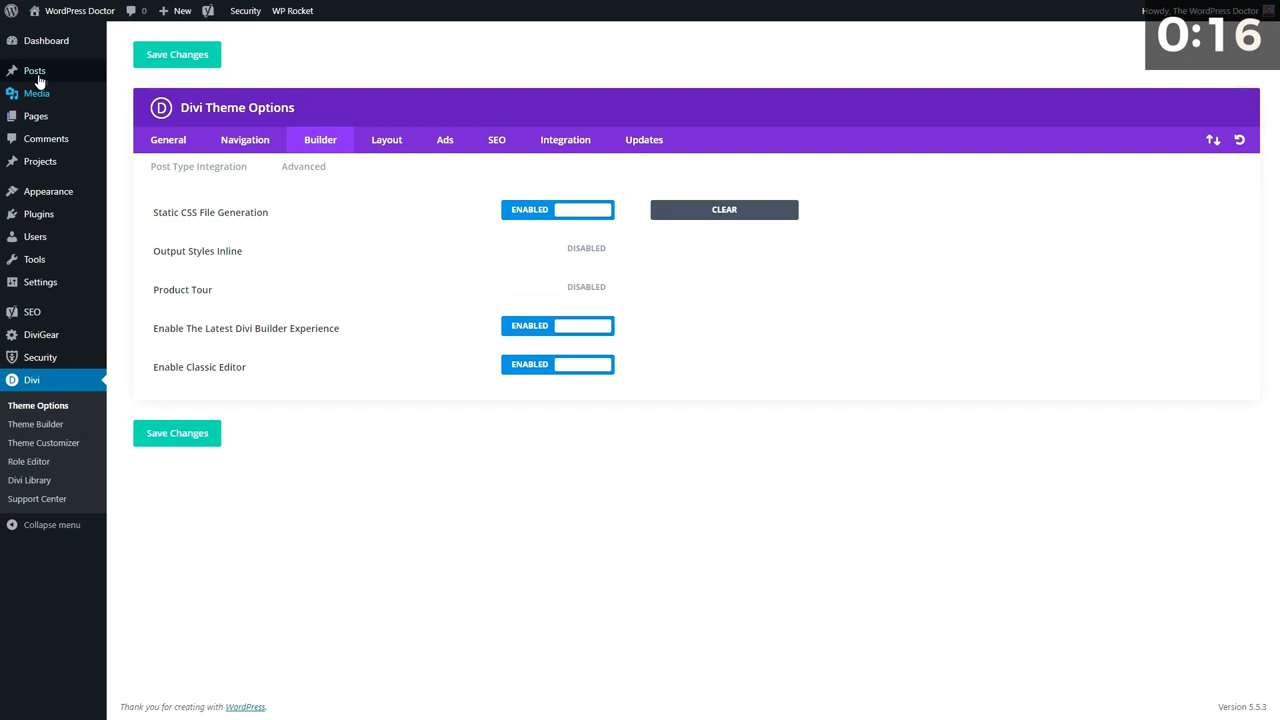 WordPress Doctor 0 New Security WP Rocket Howdy, The WordPress Doctor
0:16
Dashboard
Posts
Media
Pages
Comments
Projects
Appearance
Plugins
Users
Tools
Settings
SEO
DiviGear
Security
Divi
Theme Options
Theme Builder
Theme Customizer
Role Editor
Divi Library
Support Center
Collapse menu
Save Changes
Divi Theme Options
General Navigation Builder Layout Ads SEO Integration Updates
Post Type Integration Advanced
Static CSS File Generation ENABLED CLEAR
Output Styles Inline DISABLED
Product Tour DISABLED
Enable The Latest Divi Builder Experience ENABLED
Enable Classic Editor ENABLED
Save Changes
Thank you for creating with WordPress. Version 5.5.3